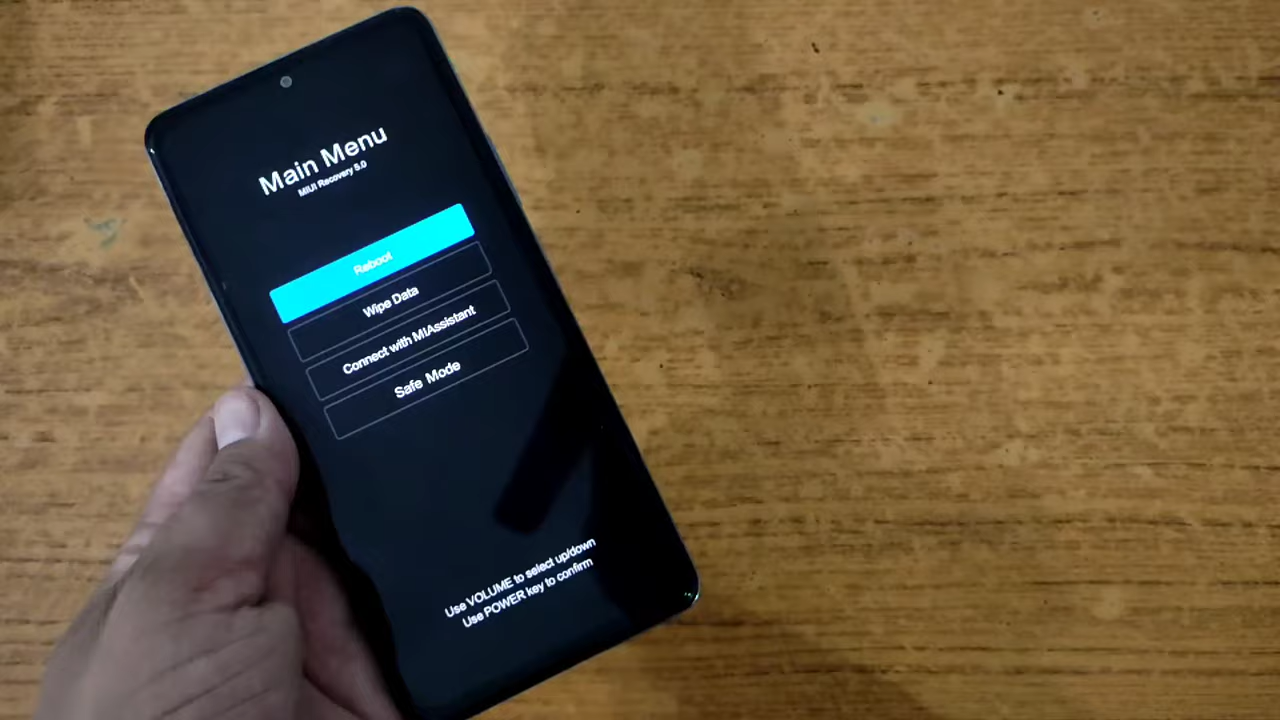 Main Menu
MIUI Recovery 5.0
Reboot
Wipe Data
Connect with MIAssistant
Safe Mode
Use VOLUME to select up/down
Use POWER key to confirm